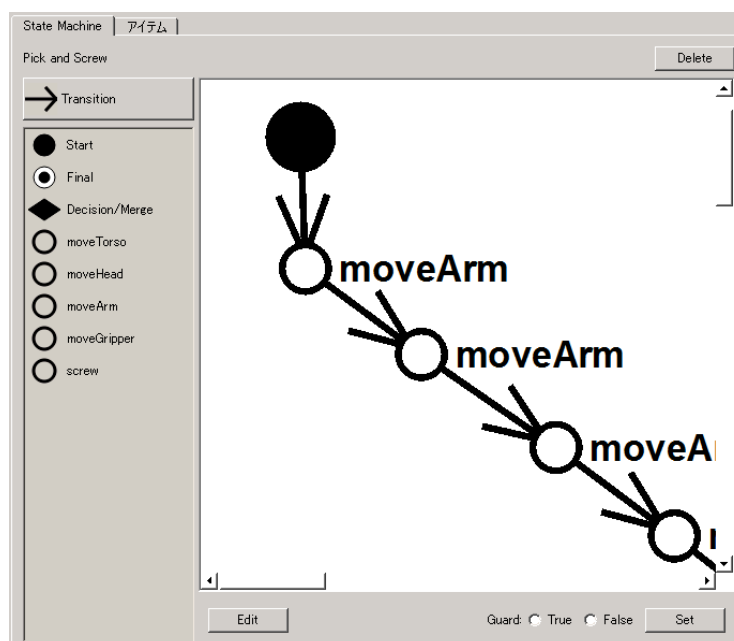 State Machine アイテム
Pick and Screw Delete
Transition
Start
Final
Decision/Merge
moveTorso
moveHead
moveArm
moveGripper
screw
moveArm
moveArm
Edit Guard: True False Set